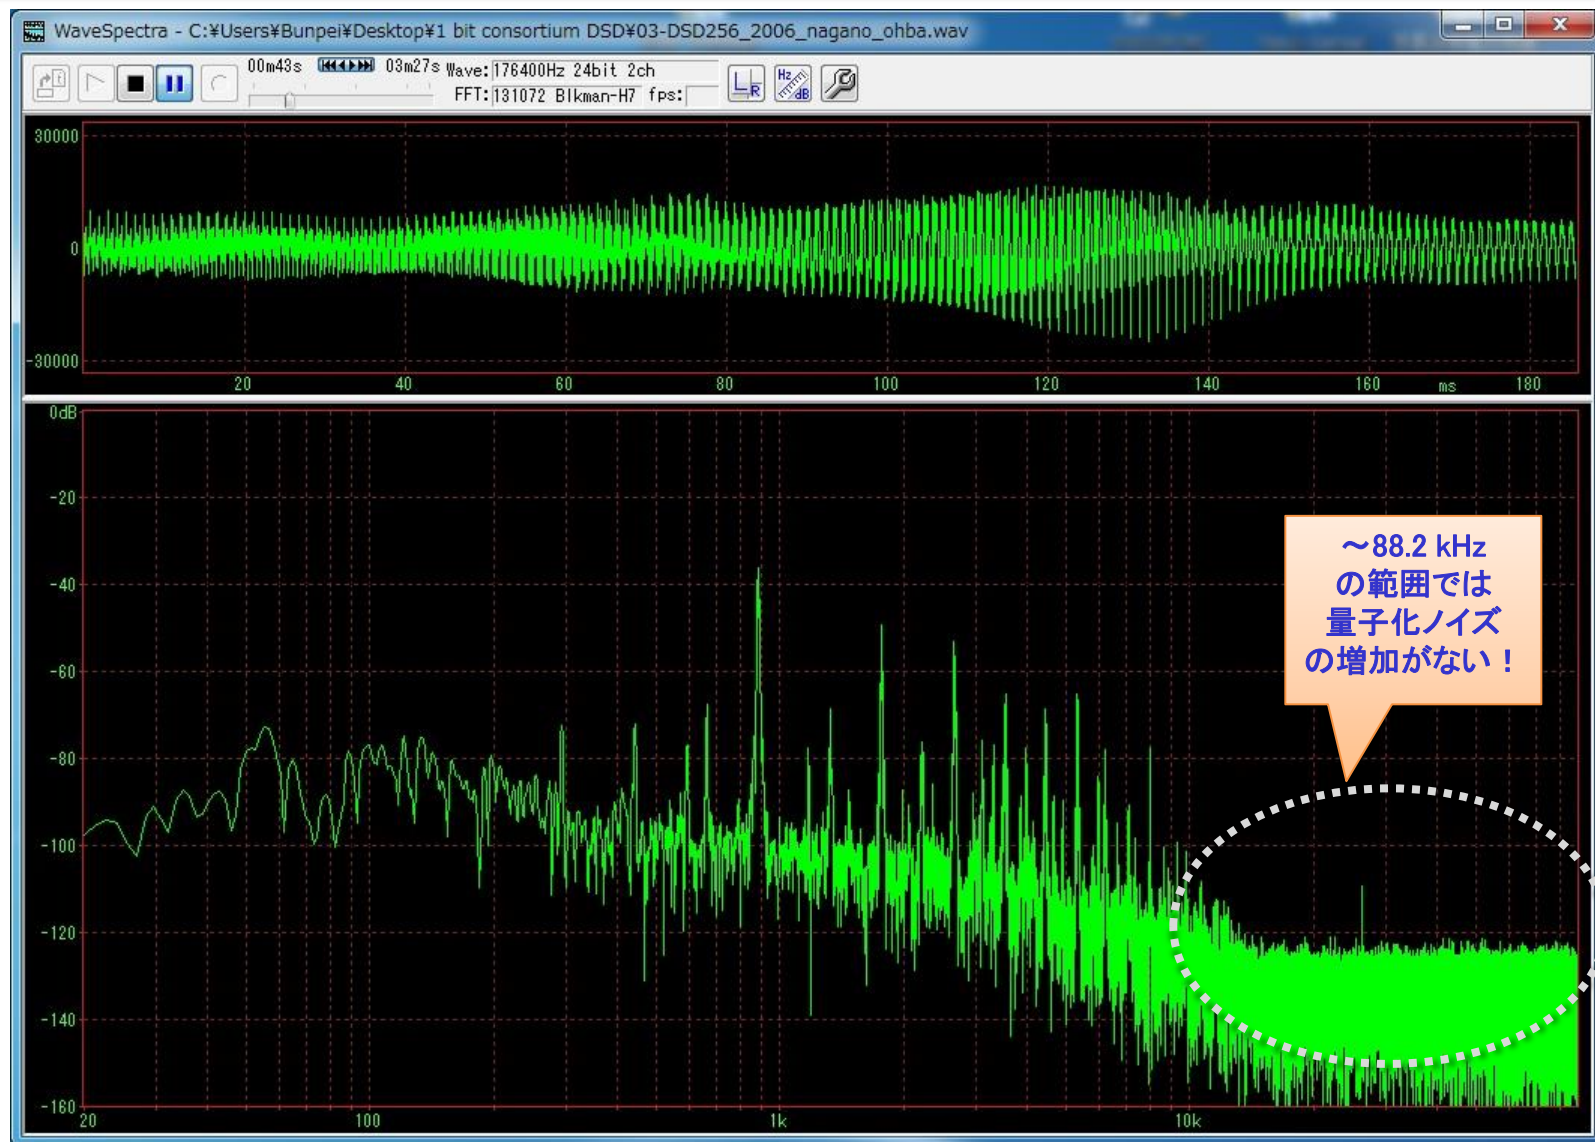 WaveSpectra - C:¥Users¥Bunpei¥Desktop¥1 bit consortium DSD¥03-DSD256_2006_nagano_ohba.wav
00m43s 03m27s Wave: 176400Hz 24bit 2ch
FFT: 131072 Blkman-H7 fps:
LR
Hz dB
30000
0
-30000
20 40 60 80 100 120 140 160 ms 180
0dB
-20
-40
-60
-80
-100
-120
-140
-160
20 100 1k 10k
～88.2 kHz
の範囲では
量子化ノイズ
の増加がない！